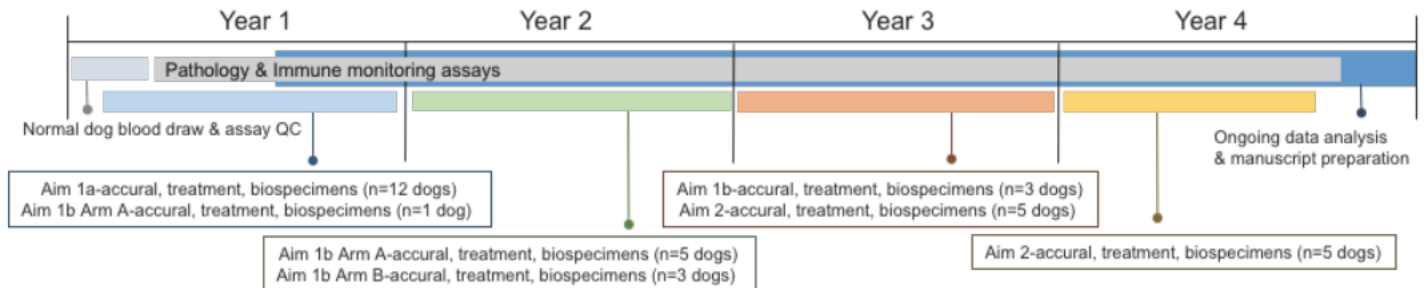 Year 1
Year 2
Year 3
Year 4
Pathology & Immune monitoring assays
Normal dog blood draw & assay QC
Ongoing data analysis
& manuscript preparation
Aim 1a-accural, treatment, biospecimens (n=12 dogs)
Aim 1b Arm A-accural, treatment, biospecimens (n=1 dog)
Aim 1b-accural, treatment, biospecimens (n=3 dogs)
Aim 2-accural, treatment, biospecimens (n=5 dogs)
Aim 1b Arm A-accural, treatment, biospecimens (n=5 dogs)
Aim 1b Arm B-accural, treatment, biospecimens (n=3 dogs)
Aim 2-accural, treatment, biospecimens (n=5 dogs)